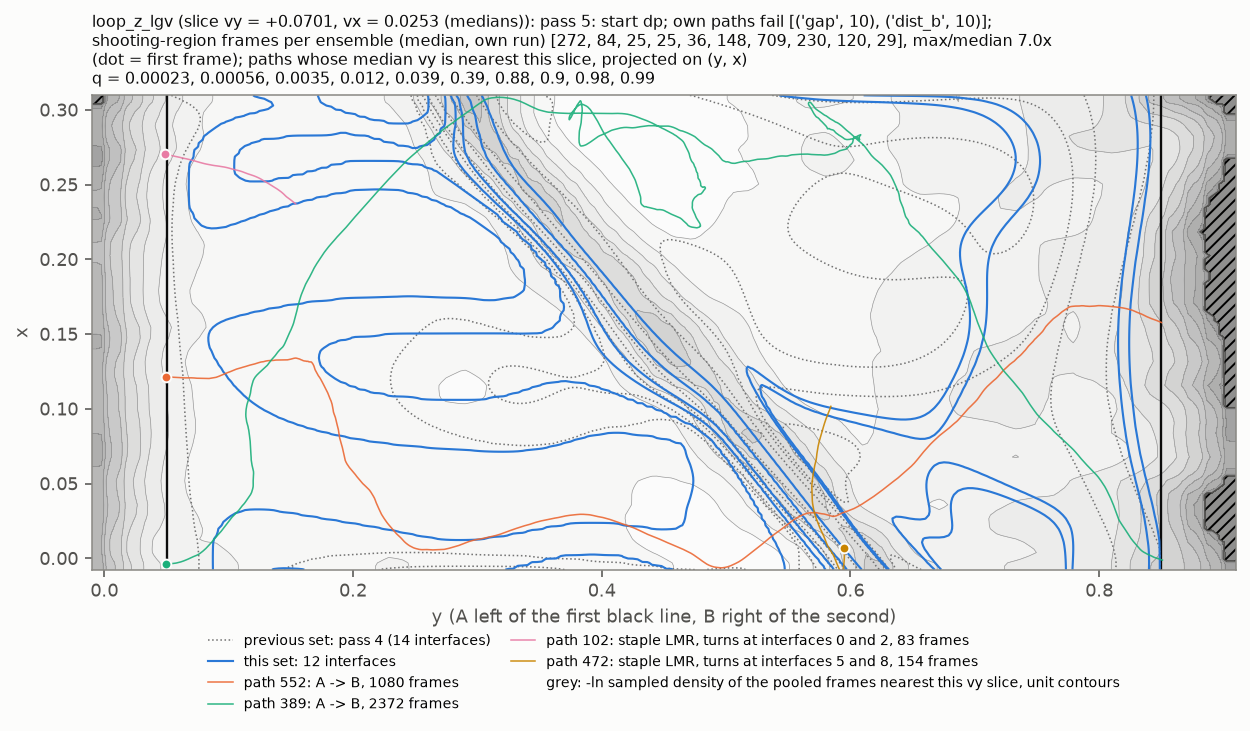 loop_z_lgv (slice vy = +0.0701, vx = 0.0253 (medians)): pass 5: start dp; own paths fail [('gap', 10), ('dist_b', 10)];
shooting-region frames per ensemble (median, own run) [272, 84, 25, 25, 36, 148, 709, 230, 120, 29], max/median 7.0x
(dot = first frame); paths whose median vy is nearest this slice, projected on (y, x)
q = 0.00023, 0.00056, 0.0035, 0.012, 0.039, 0.39, 0.88, 0.9, 0.98, 0.99
0.30
0.25
0.20
0.15
0.10
0.05
0.00
x
0.0
0.2
0.4
0.6
0.8
y (A left of the first black line, B right of the second)
previous set: pass 4 (14 interfaces)
this set: 12 interfaces
path 552: A -> B, 1080 frames
path 389: A -> B, 2372 frames
path 102: staple LMR, turns at interfaces 0 and 2, 83 frames
path 472: staple LMR, turns at interfaces 5 and 8, 154 frames
grey: -ln sampled density of the pooled frames nearest this vy slice, unit contours